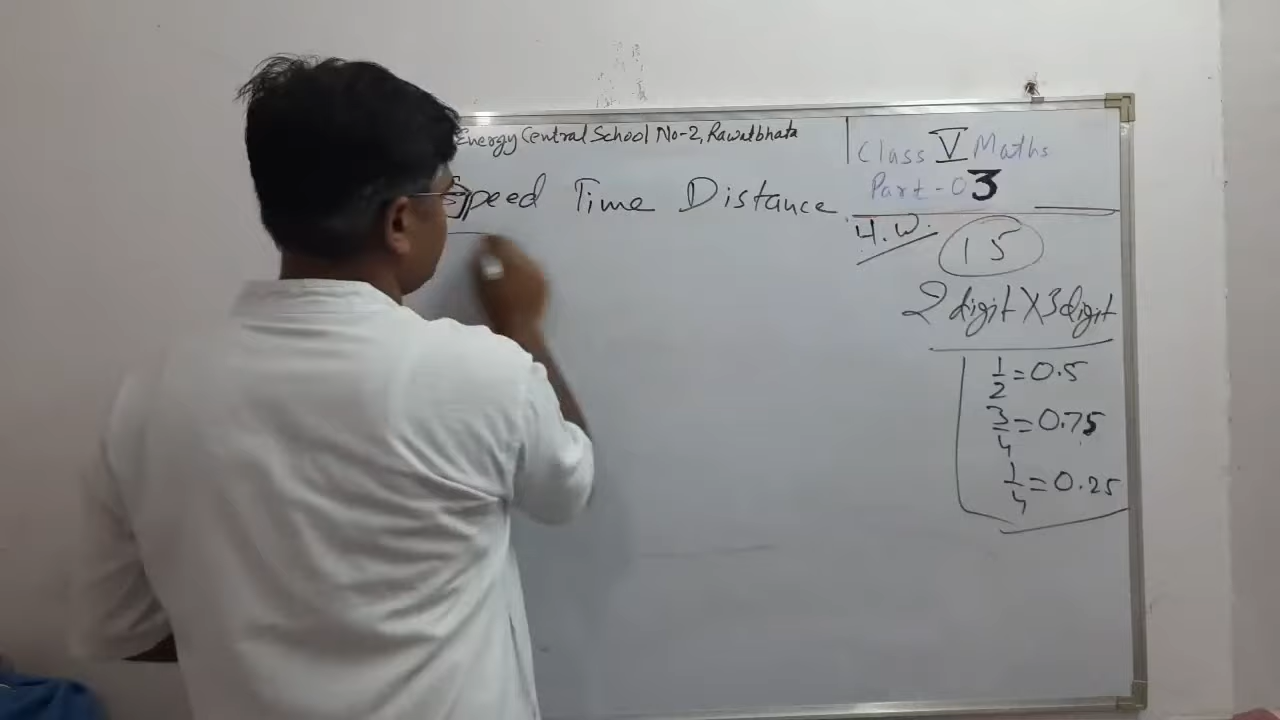 Energy Central School No-2, Rawatbhata
Speed Time Distance
Class V Maths
Part-03
H.W. 15
2 digit X 3 digit
1/2 = 0.5
3/4 = 0.75
1/4 = 0.25